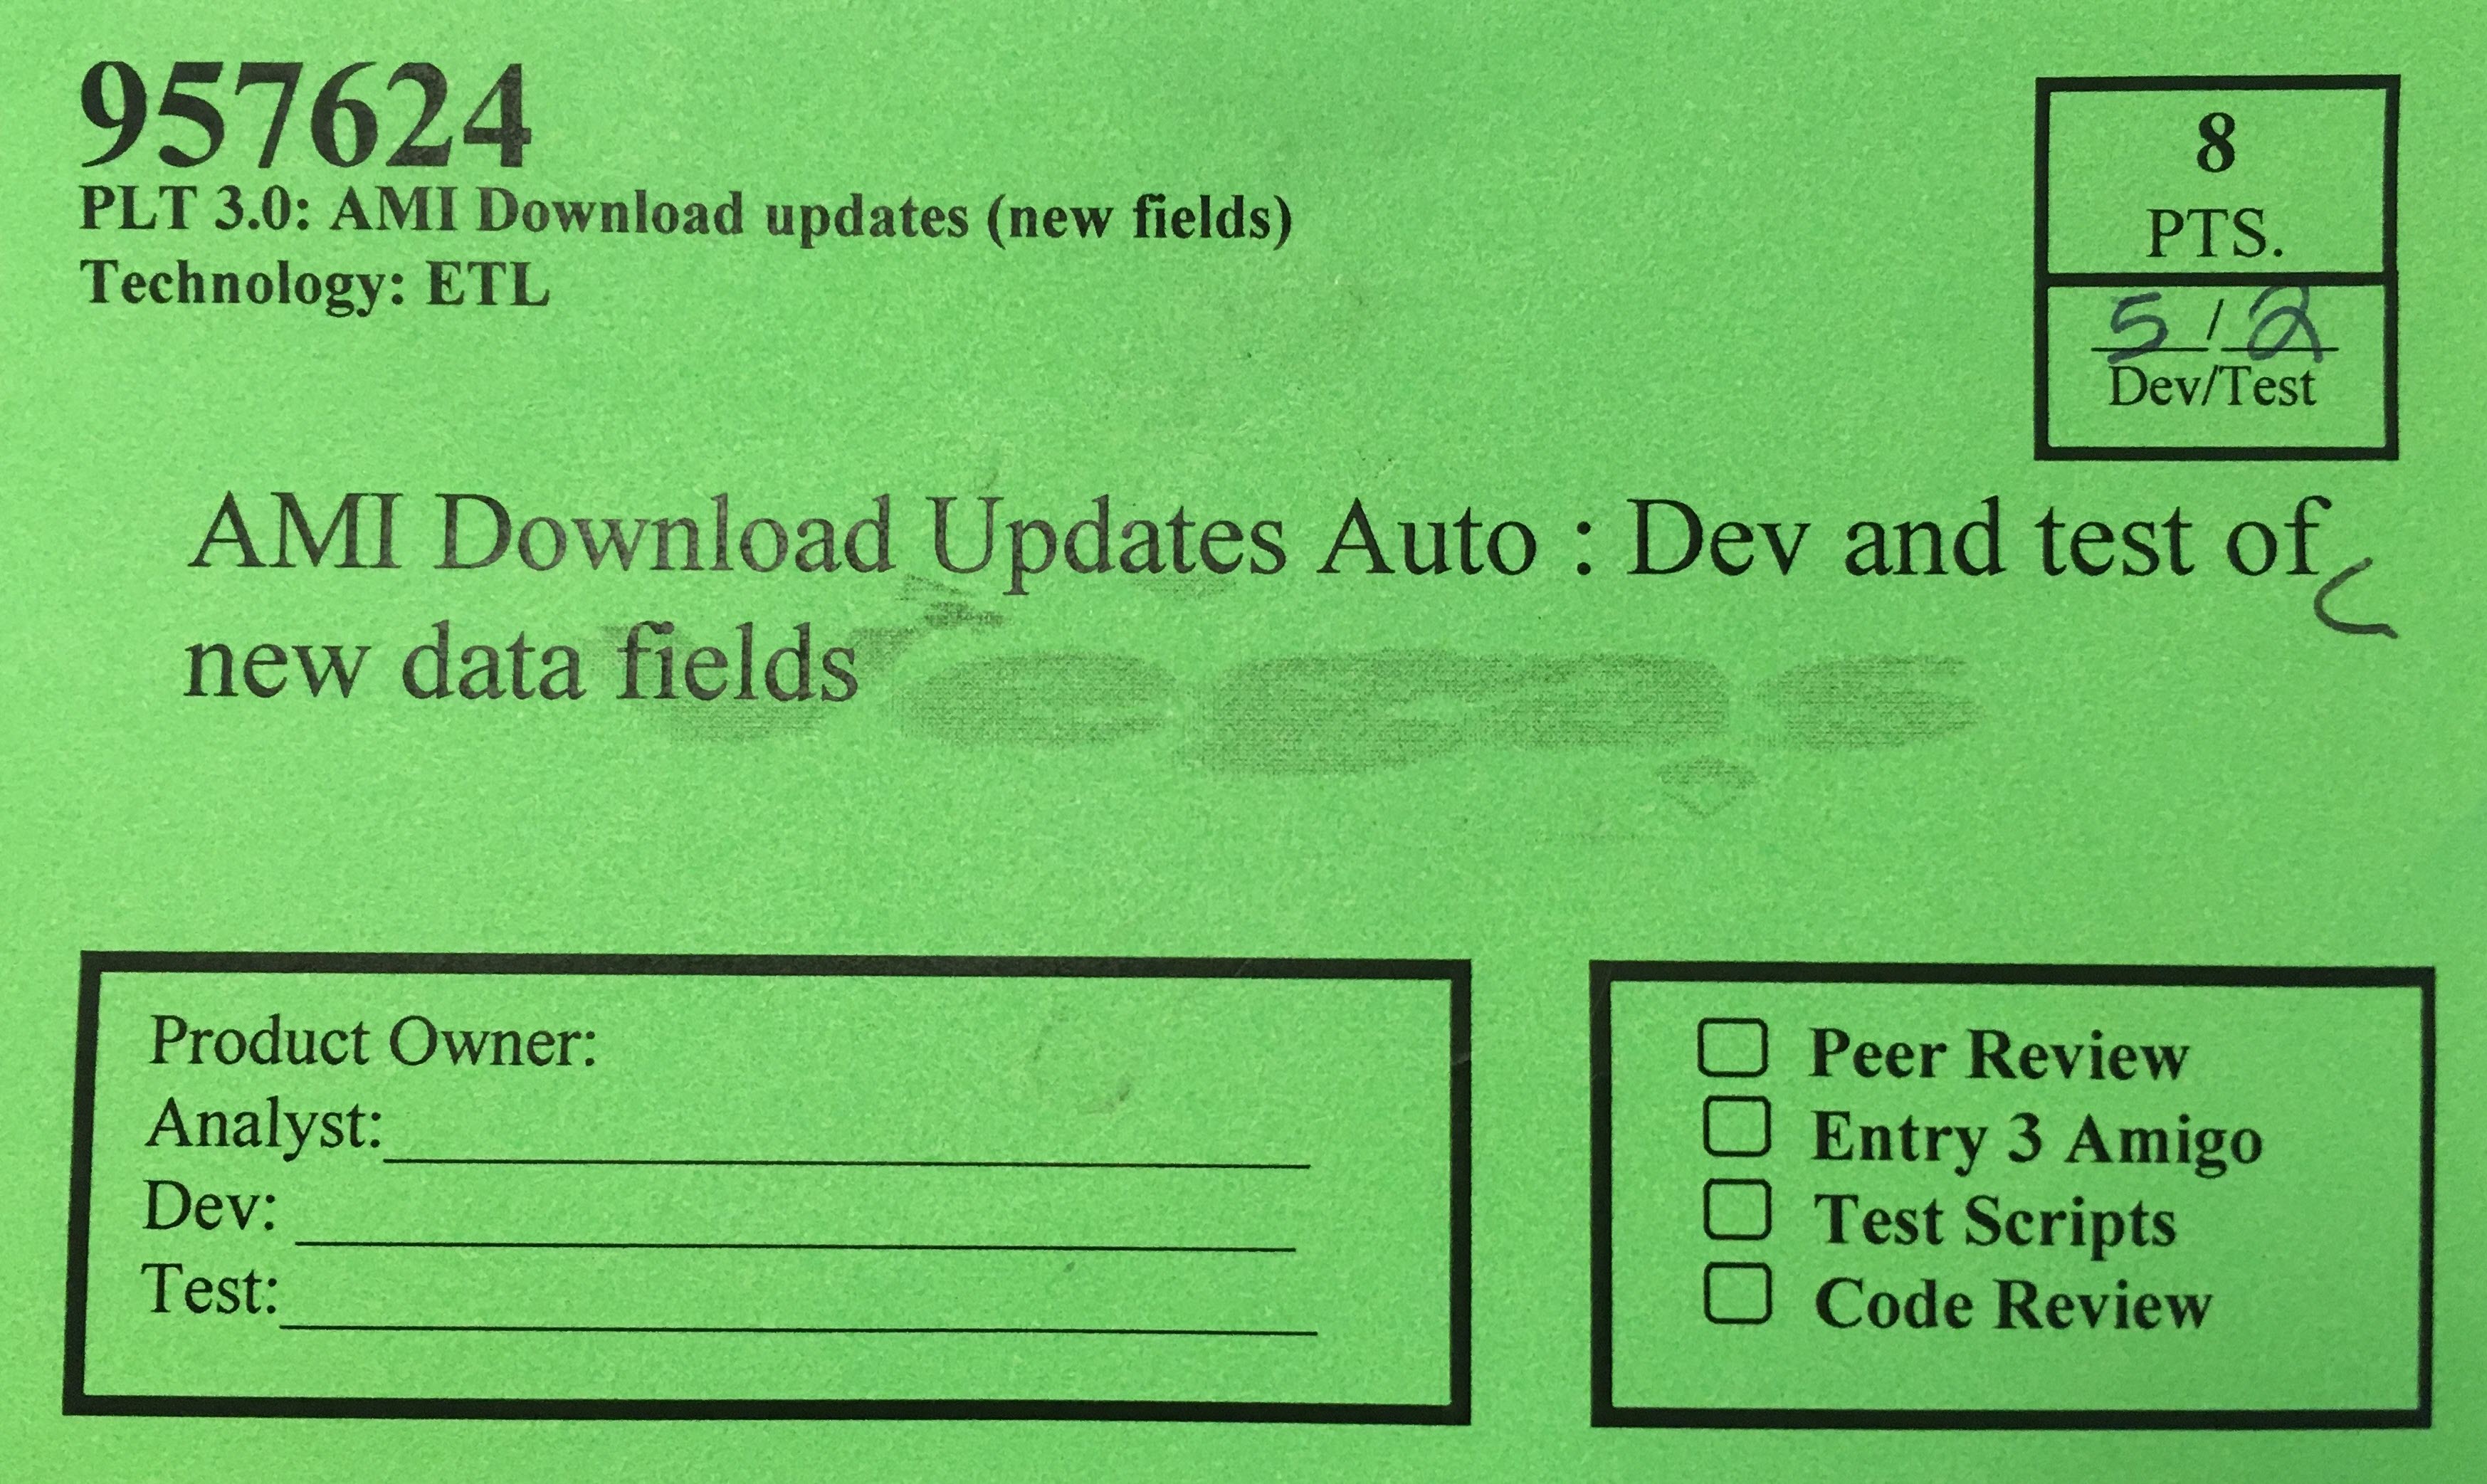 957624
PLT 3.0: AMI Download updates (new fields)
Technology: ETL
8
PTS.
5 / 2
Dev/Test
AMI Download Updates Auto : Dev and test of
new data fields
Product Owner:
Analyst:
Dev:
Test:
Peer Review
Entry 3 Amigo
Test Scripts
Code Review